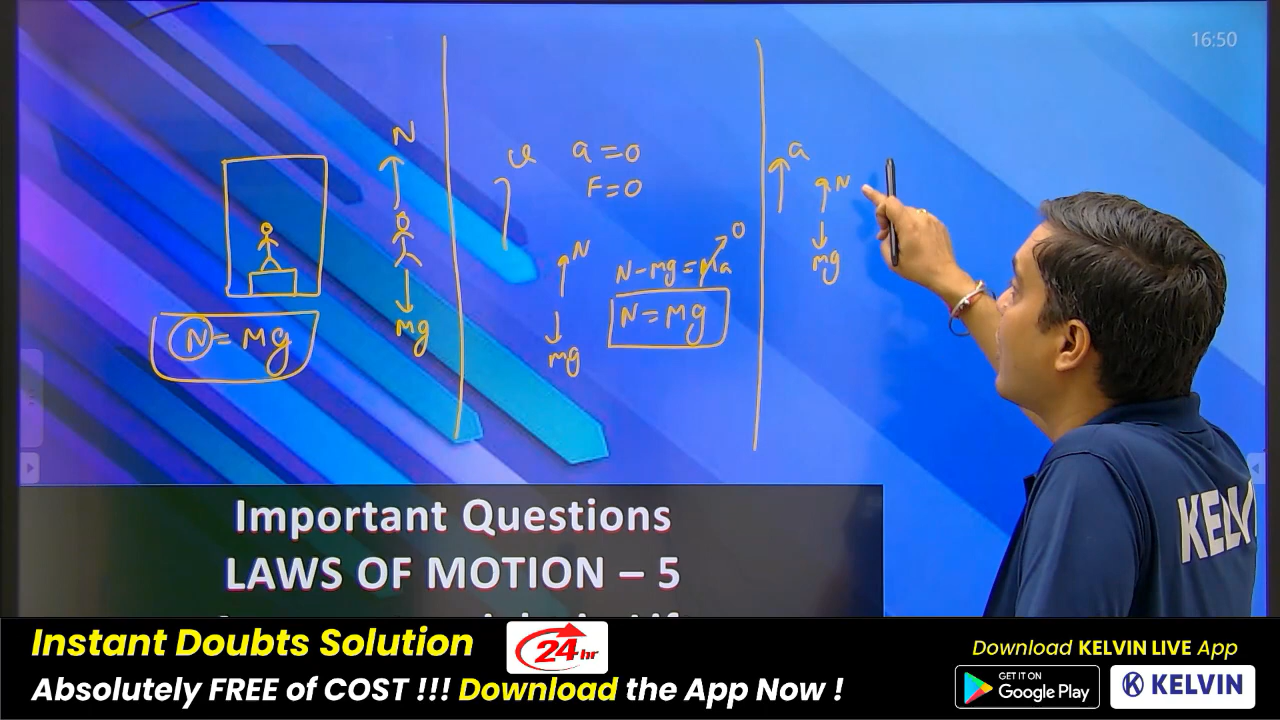 16:50
N
N = Mg
Mg
v a = 0
F = 0
N
mg
N - mg = Ma
0
N = Mg
a
N
mg
Important Questions
LAWS OF MOTION – 5
KELV
Instant Doubts Solution
24hr
Absolutely FREE of COST !!! Download the App Now !
Download KELVIN LIVE App
GET IT ON
Google Play
KELVIN